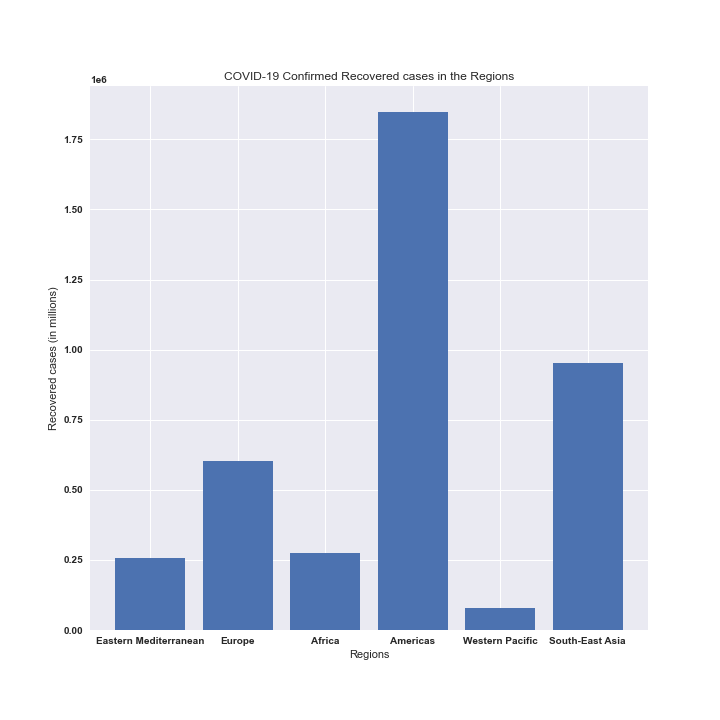 COVID-19 Confirmed Recovered cases in the Regions
1e6
1.75
1.50
1.25
1.00
0.75
0.50
0.25
0.00
Recovered cases (in millions)
Eastern Mediterranean Europe Africa Americas Western Pacific South-East Asia
Regions